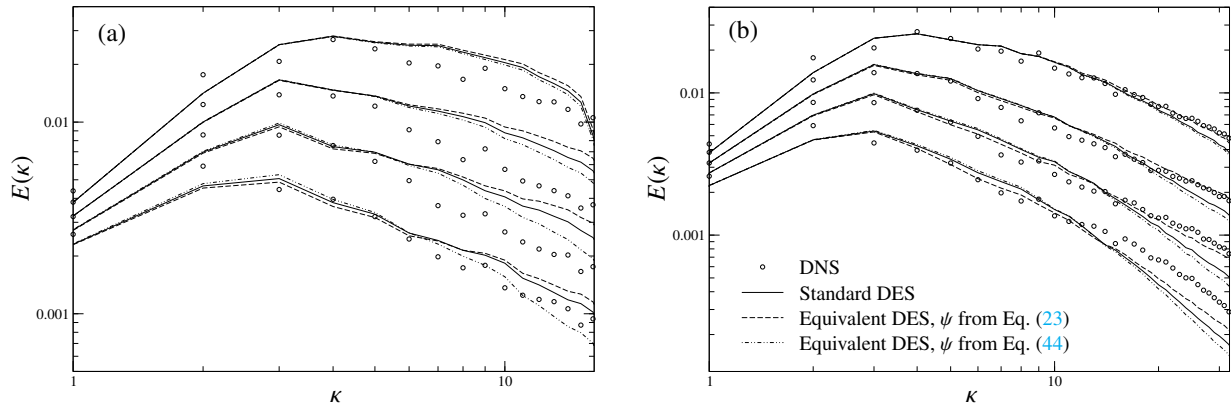 (a)
E(κ)
0.01
0.001
1
10
κ
(b)
E(κ)
0.01
0.001
1
10
κ
DNS
Standard DES
Equivalent DES, ψ from Eq. (23)
Equivalent DES, ψ from Eq. (44)